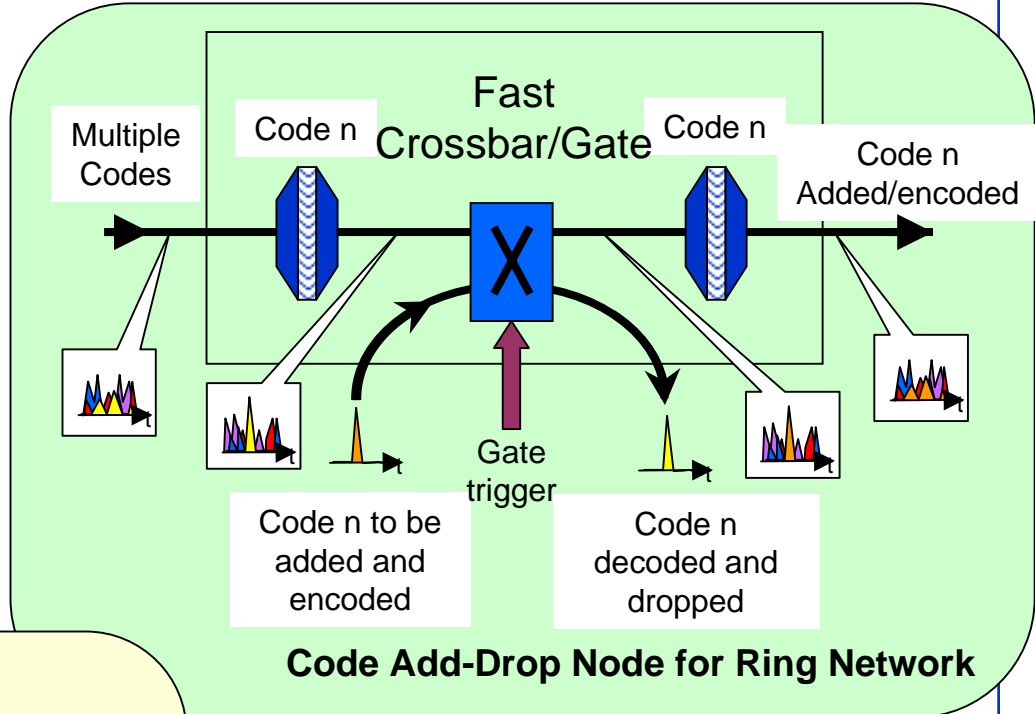 Fast
Crossbar/Gate
Multiple
Codes
Code n
Code n
Code n
Added/encoded
t
t
t
t
t
t
Gate
trigger
Code n to be
added and
encoded
Code n
decoded and
dropped
Code Add-Drop Node for Ring Network